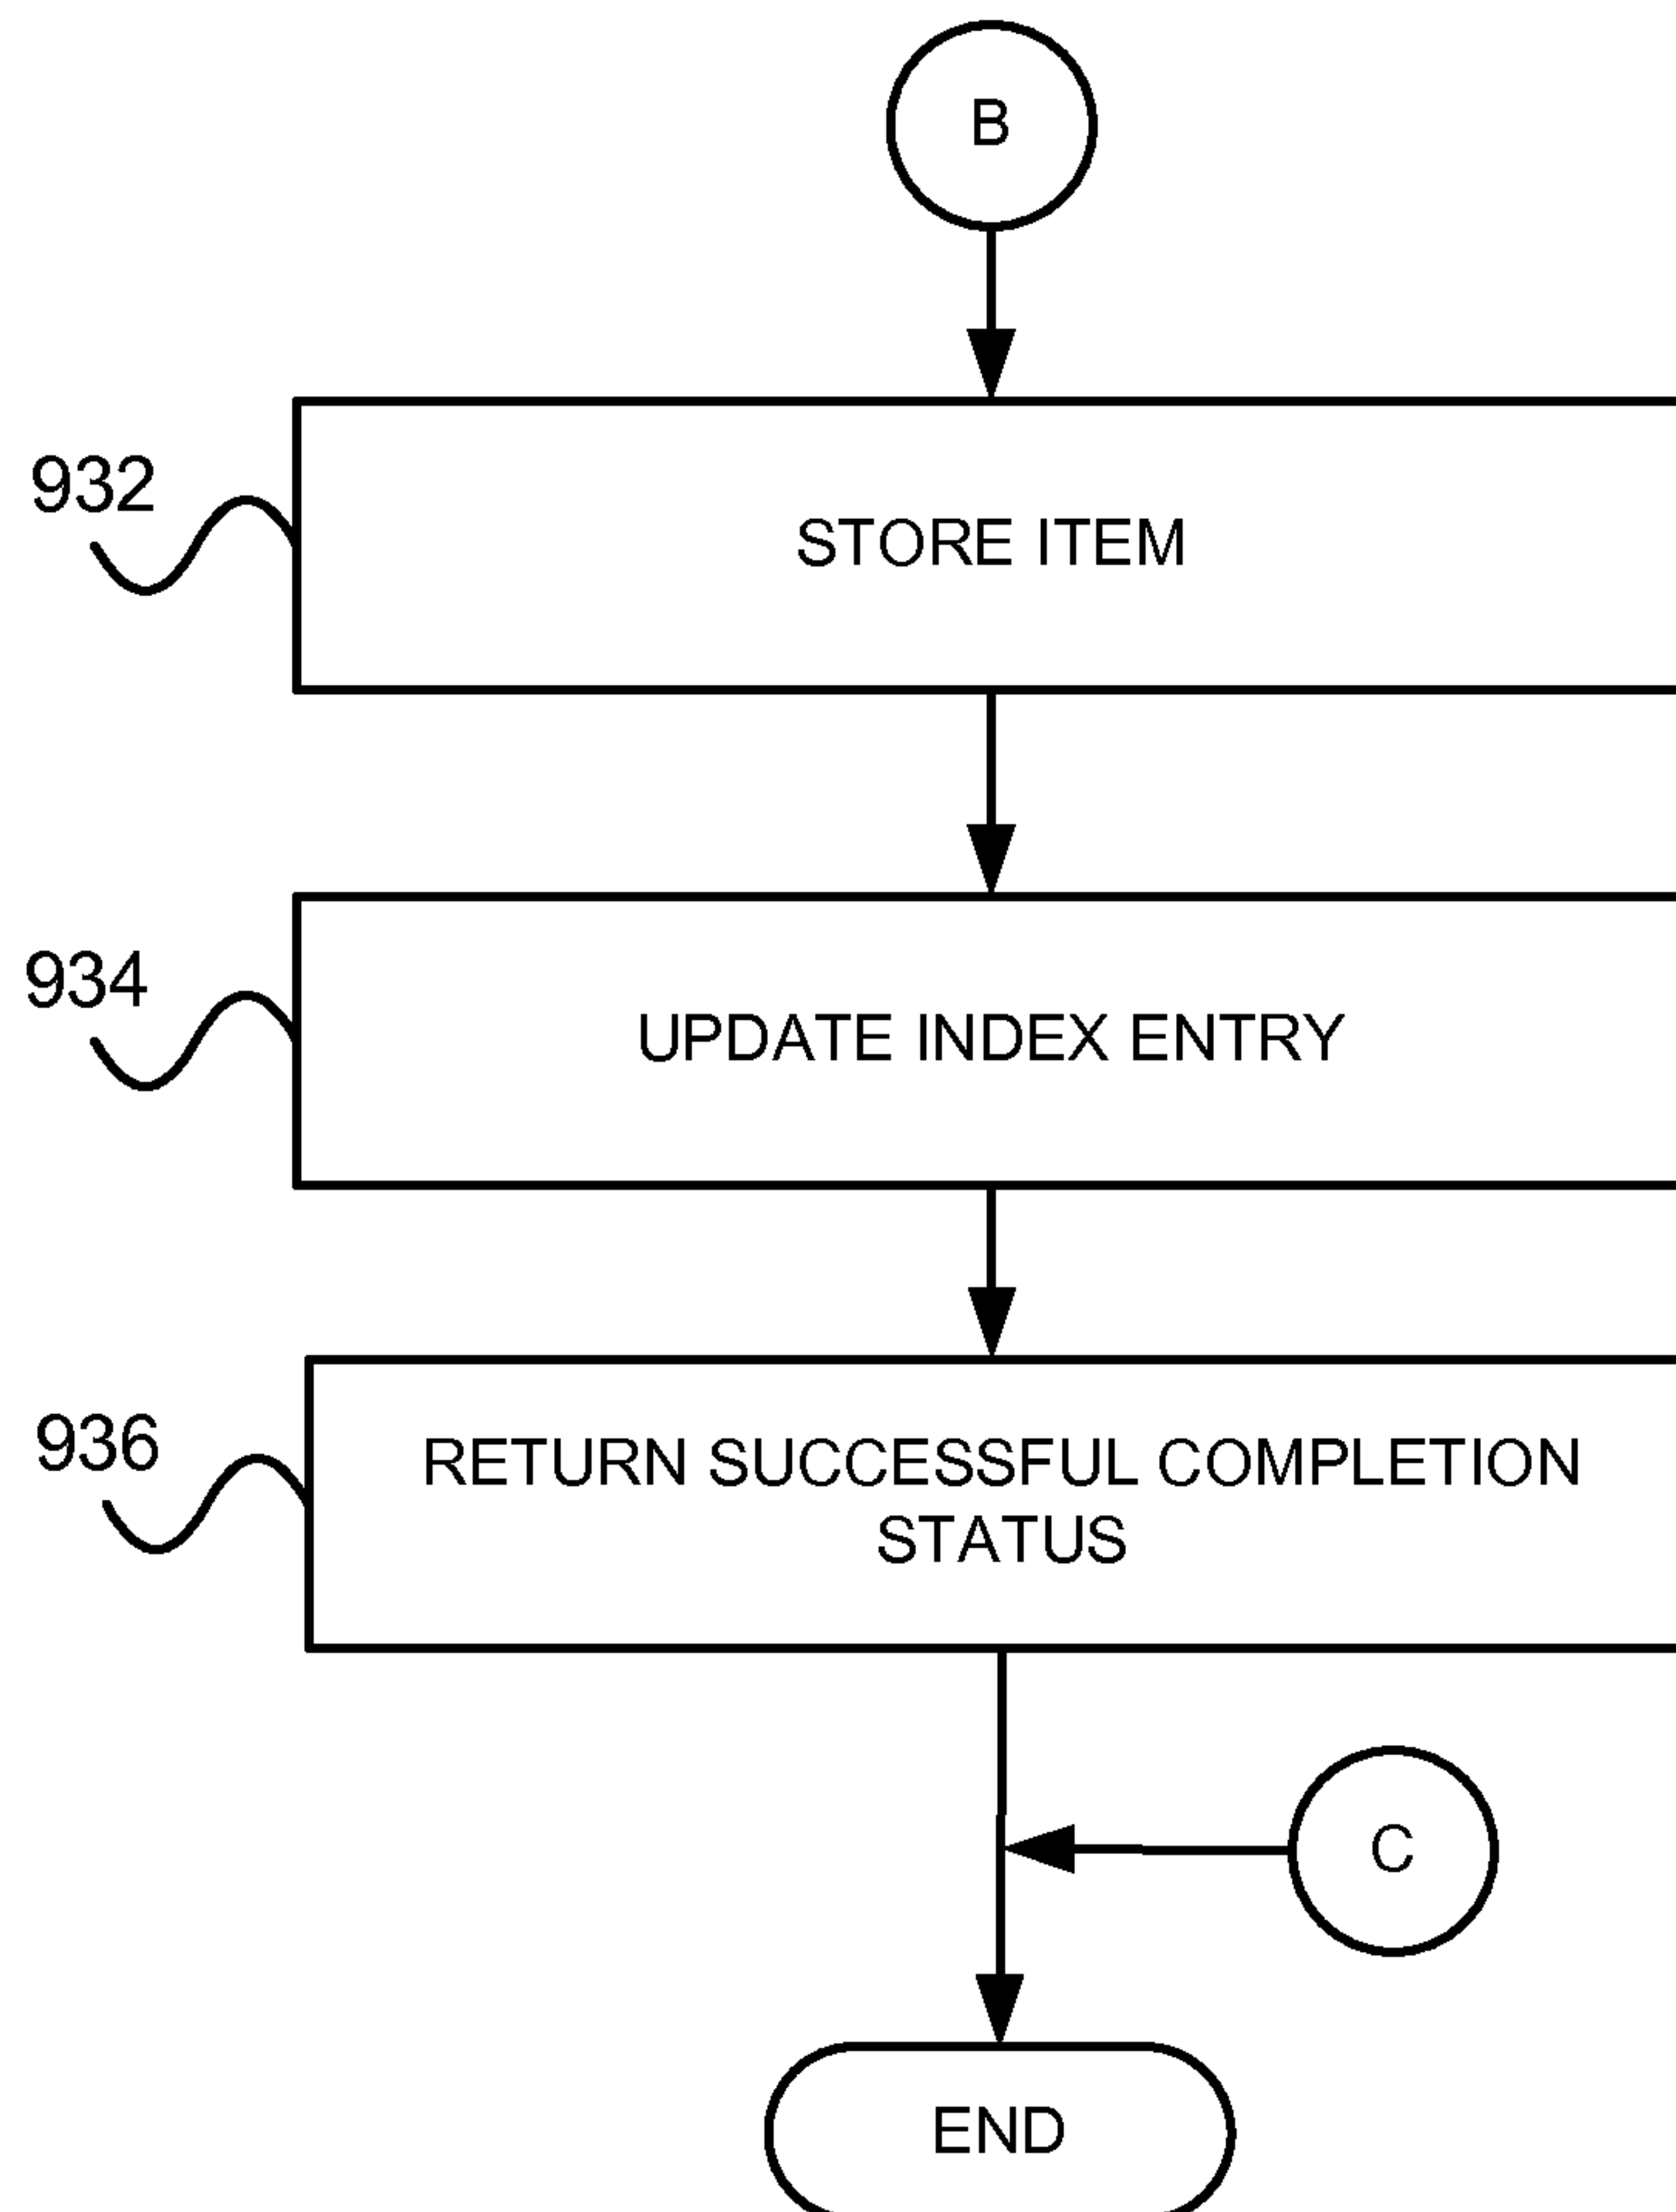 B
932
STORE ITEM
934
UPDATE INDEX ENTRY
936
RETURN SUCCESSFUL COMPLETION
STATUS
C
END